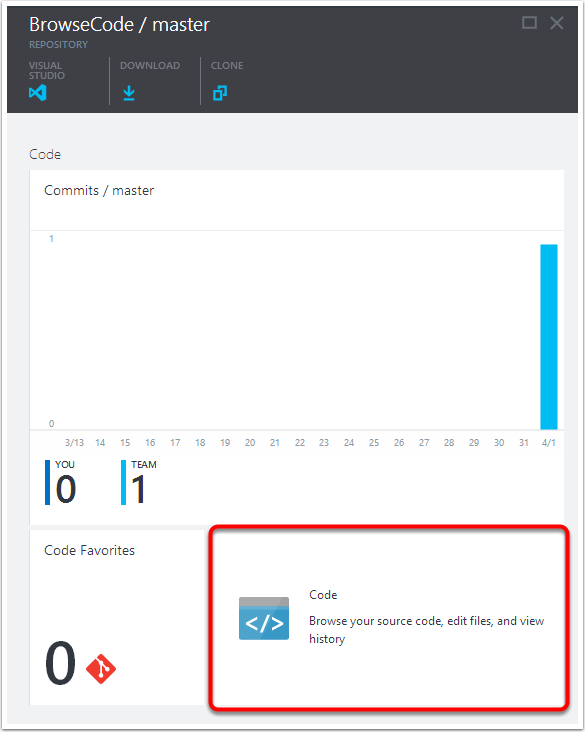 BrowseCode / master
REPOSITORY
VISUAL
STUDIO
DOWNLOAD
CLONE
Code
Commits / master
1
0
3/13 14 15 16 17 18 19 20 21 22 23 24 25 26 27 28 29 30 31 4/1
YOU
0
TEAM
1
Code Favorites
0
</>
Code
Browse your source code, edit files, and view
history